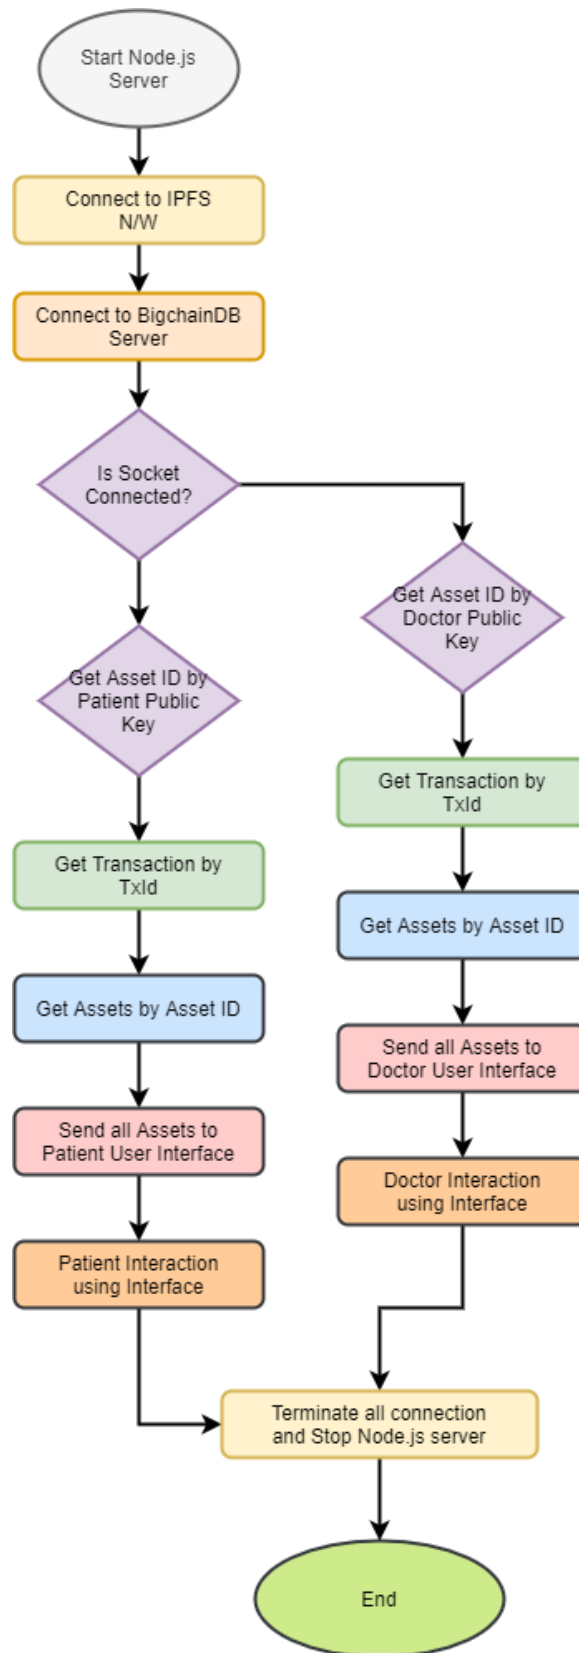 Start Node.js
Server
Connect to IPFS
N/W
Connect to BigchainDB
Server
Is Socket
Connected?
Get Asset ID by
Patient Public
Key
Get Transaction by
TxId
Get Assets by Asset ID
Send all Assets to
Patient User Interface
Patient Interaction
using Interface
Get Asset ID by
Doctor Public
Key
Get Transaction by
TxId
Get Assets by Asset ID
Send all Assets to
Doctor User Interface
Doctor Interaction
using Interface
Terminate all connection
and Stop Node.js server
End